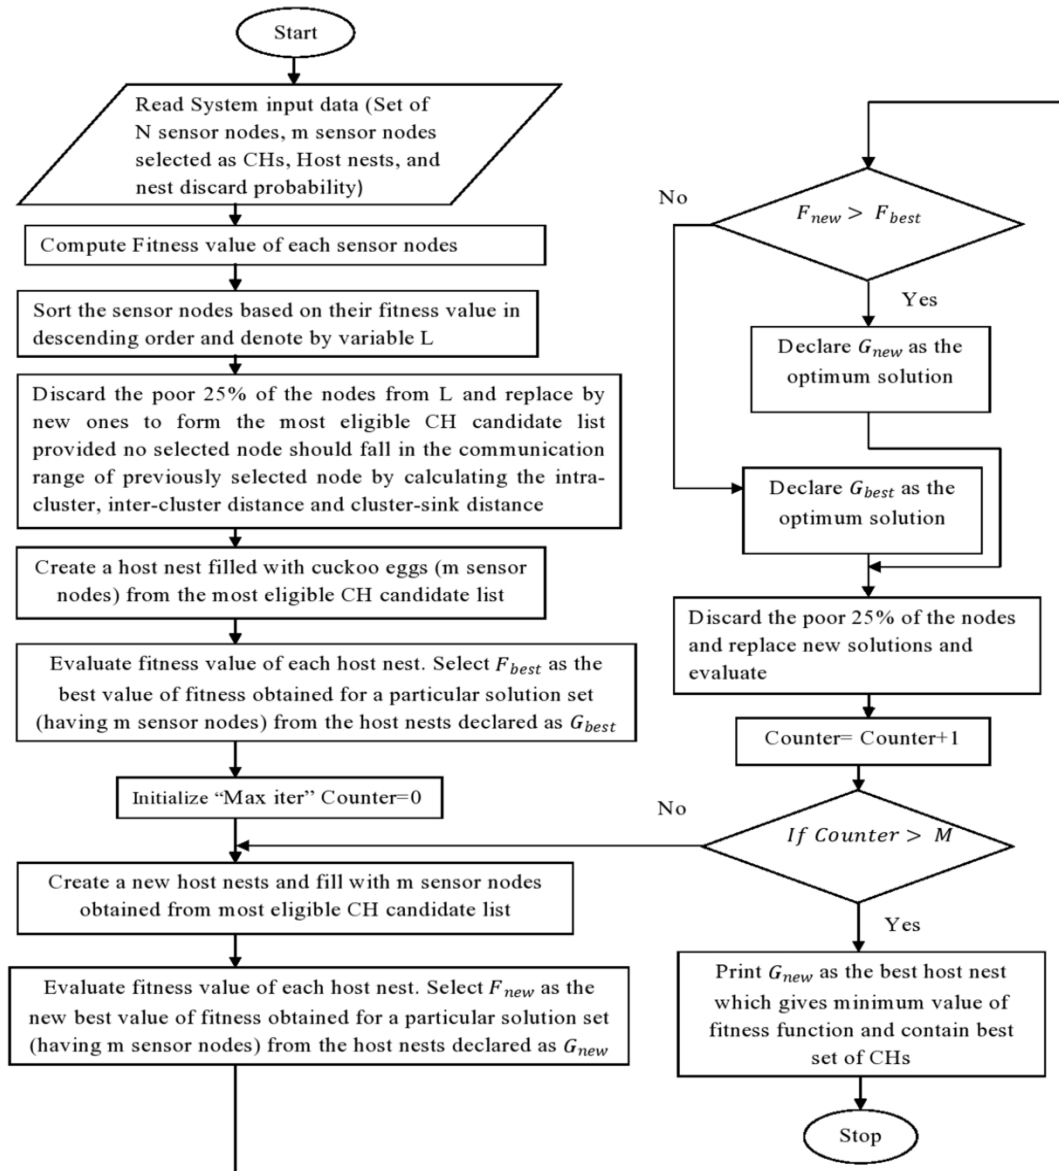 Start
Read System input data (Set of
N sensor nodes, m sensor nodes
selected as CHs, Host nests, and
nest discard probability)
Compute Fitness value of each sensor nodes
Sort the sensor nodes based on their fitness value in
descending order and denote by variable L
Discard the poor 25% of the nodes from L and replace by
new ones to form the most eligible CH candidate list
provided no selected node should fall in the communication
range of previously selected node by calculating the intra-
cluster, inter-cluster distance and cluster-sink distance
Create a host nest filled with cuckoo eggs (m sensor
nodes) from the most eligible CH candidate list
Evaluate fitness value of each host nest. Select F_best as the
best value of fitness obtained for a particular solution set
(having m sensor nodes) from the host nests declared as G_best
Initialize “Max iter” Counter=0
Create a new host nests and fill with m sensor nodes
obtained from most eligible CH candidate list
Evaluate fitness value of each host nest. Select F_new as the
new best value of fitness obtained for a particular solution set
(having m sensor nodes) from the host nests declared as G_new
F_new > F_best
No
Yes
Declare G_new as the
optimum solution
Declare G_best as the
optimum solution
Discard the poor 25% of the nodes
and replace new solutions and
evaluate
Counter= Counter+1
If Counter > M
No
Yes
Print G_new as the best host nest
which gives minimum value of
fitness function and contain best
set of CHs
Stop